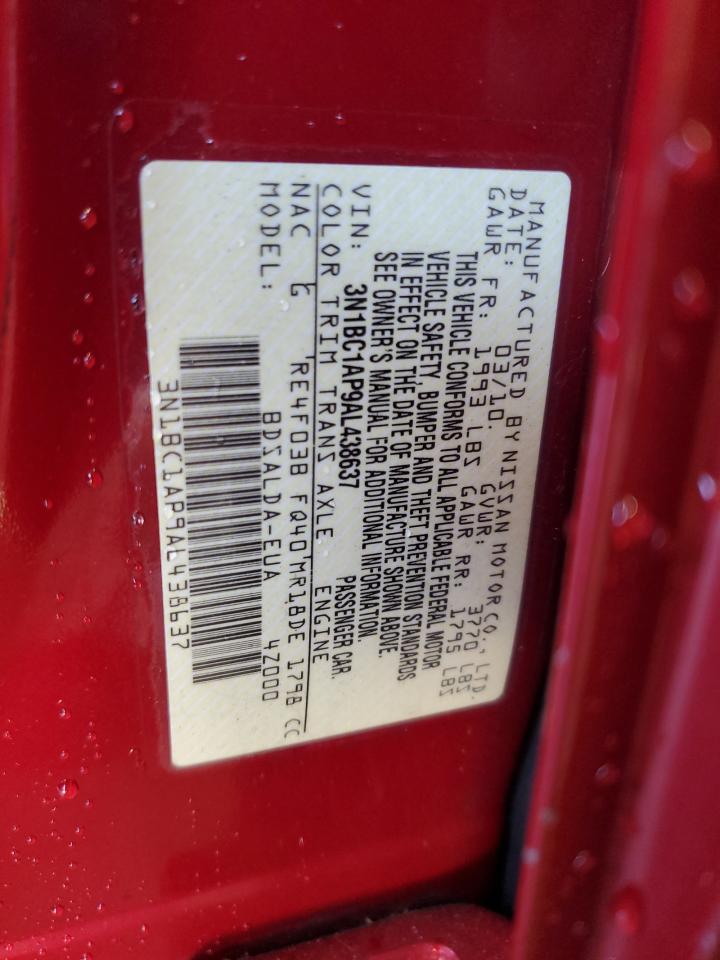 MANUFACTURED BY NISSAN MOTOR CO., LTD.
DATE: 03/10 GVWR: 3770 LBS
GAWR FR: 1993 LBS GAWR RR: 1795 LBS
THIS VEHICLE CONFORMS TO ALL APPLICABLE FEDERAL MOTOR
VEHICLE SAFETY, BUMPER AND THEFT PREVENTION STANDARDS
IN EFFECT ON THE DATE OF MANUFACTURE SHOWN ABOVE.
SEE OWNER'S MANUAL FOR ADDITIONAL INFORMATION.
VIN: 3N1BC1AP9AL438637 PASSENGER CAR.
COLOR TRIM TRANS AXLE ENGINE
NAC G RE4F03B FQ40 MR18DE 1798 CC
MODEL: BDSALDA-EUA 4Z000
3N1BC1AP9AL438637